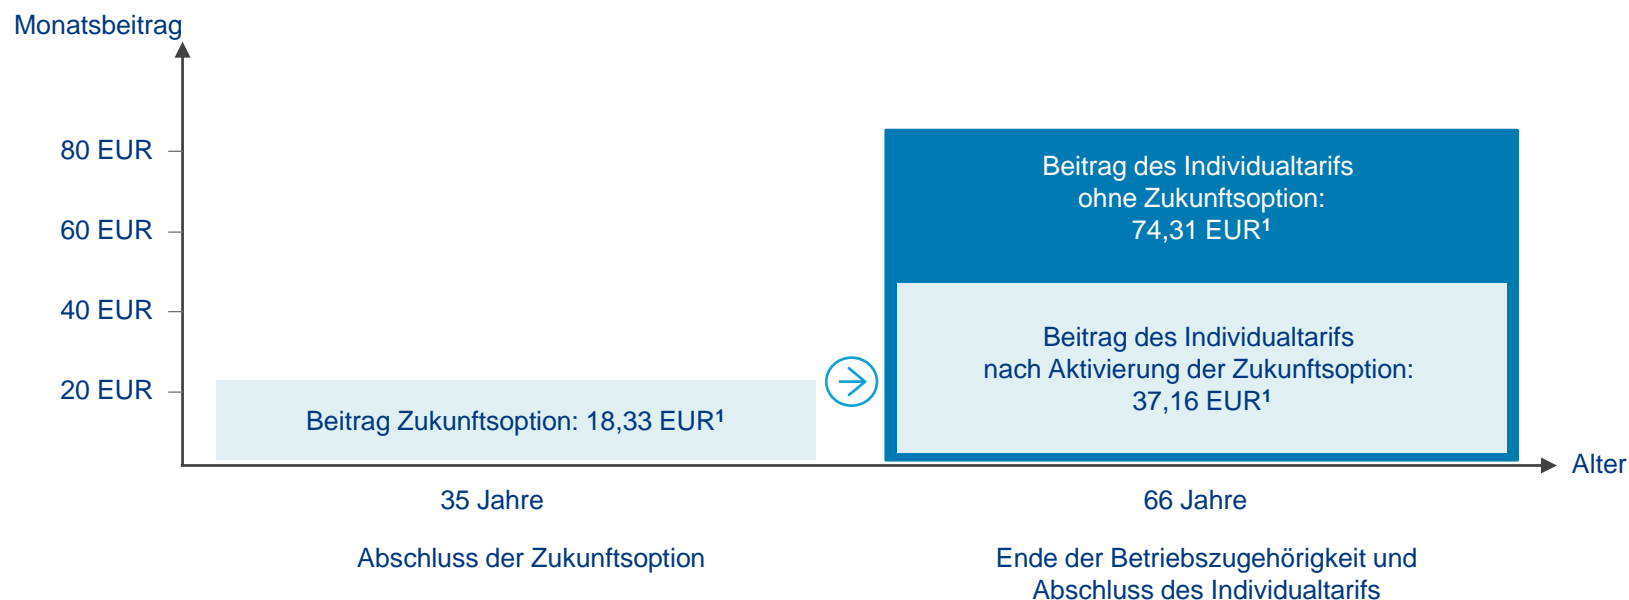 Monatsbeitrag
80 EUR
60 EUR
40 EUR
20 EUR
Beitrag Zukunftsoption: 18,33 EUR¹
Beitrag des Individualtarifs
ohne Zukunftsoption:
74,31 EUR¹
Beitrag des Individualtarifs
nach Aktivierung der Zukunftsoption:
37,16 EUR¹
Alter
35 Jahre
Abschluss der Zukunftsoption
66 Jahre
Ende der Betriebszugehörigkeit und
Abschluss des Individualtarifs